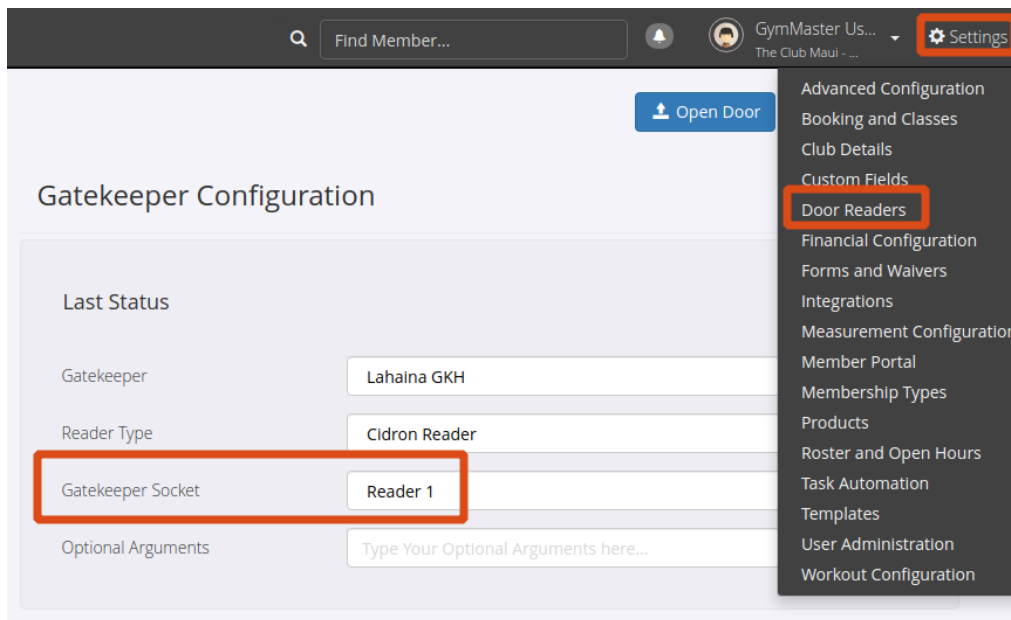 Find Member...
GymMaster Us...
The Club Maui - ...
Settings
Open Door
Gatekeeper Configuration
Last Status
Gatekeeper
Lahaina GKH
Reader Type
Cidron Reader
Gatekeeper Socket
Reader 1
Optional Arguments
Type Your Optional Arguments here...
Advanced Configuration
Booking and Classes
Club Details
Custom Fields
Door Readers
Financial Configuration
Forms and Waivers
Integrations
Measurement Configuration
Member Portal
Membership Types
Products
Roster and Open Hours
Task Automation
Templates
User Administration
Workout Configuration